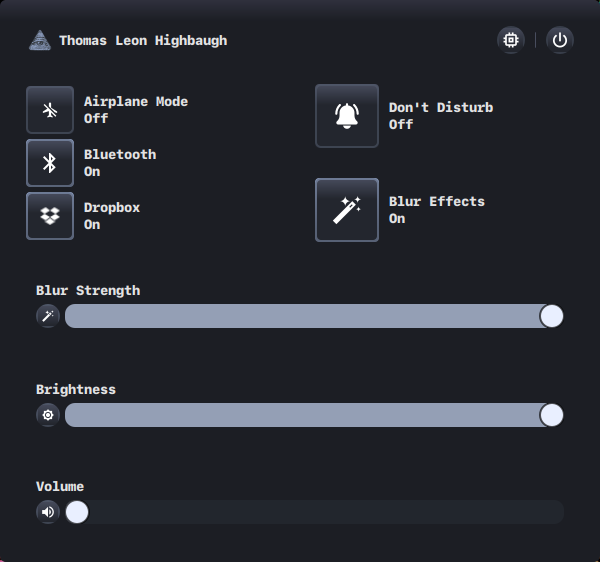 Thomas Leon Highbaugh
Airplane Mode
Off
Bluetooth
On
Dropbox
On
Don't Disturb
Off
Blur Effects
On
Blur Strength
Brightness
Volume